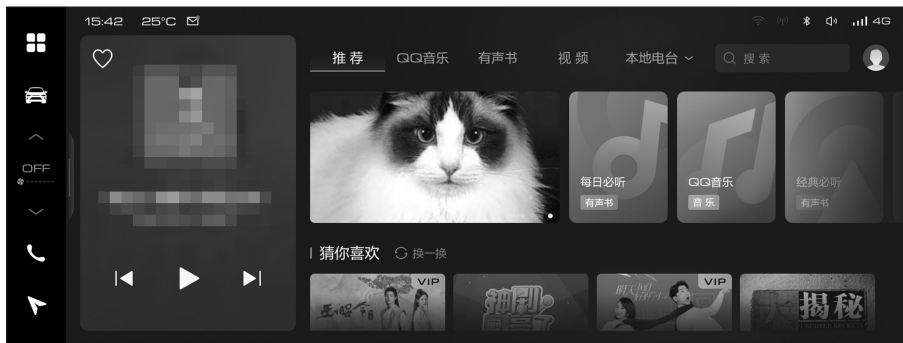 15:42 25°C
4G
推荐 QQ音乐 有声书 视频 本地电台 搜索
OFF
每日必听
有声书
QQ音乐
音乐
经典必听
有声书
猜你喜欢 换一换
VIP
VIP
揭秘